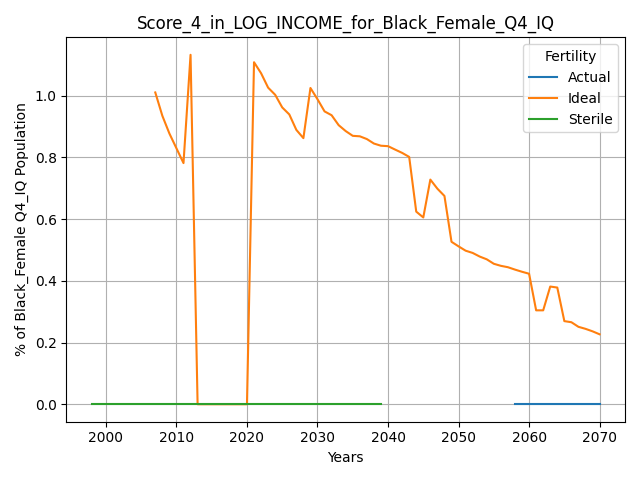 Score_4_in_LOG_INCOME_for_Black_Female_Q4_IQ
Fertility
Actual
Ideal
Sterile
% of Black_Female Q4_IQ Population
1.0
0.8
0.6
0.4
0.2
0.0
2000 2010 2020 2030 2040 2050 2060 2070
Years